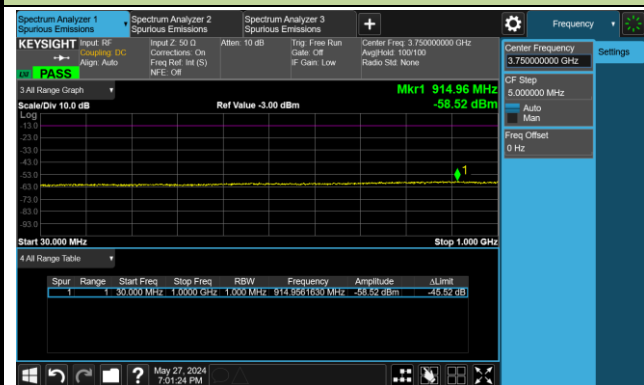 Spectrum Analyzer 1
Spurious Emissions
Spectrum Analyzer 2
Spurious Emissions
Spectrum Analyzer 3
Spurious Emissions
+
Frequency
KEYSIGHT
Input: RF
Coupling: DC
Align: Auto
Input Z: 50 Ω
Corrections: On
Freq Ref: Int (S)
NFE: Off
Atten: 10 dB
Trig: Free Run
Gate: Off
IF Gain: Low
Center Freq: 3.750000000 GHz
Avg|Hold: 100/100
Radio Std: None
PASS
Center Frequency
3.750000000 GHz
Settings
CF Step
5.000000 MHz
Auto
Man
Freq Offset
0 Hz
3 All Range Graph
Mkr1 914.96 MHz
Scale/Div 10.0 dB
Ref Value -3.00 dBm
-58.52 dBm
Log
-13.0
-23.0
-33.0
-43.0
-53.0
-63.0
-73.0
-83.0
-93.0
1
Start 30.000 MHz
Stop 1.000 GHz
4 All Range Table
Spur Range Start Freq Stop Freq RBW Frequency Amplitude ΔLimit
1 1 30.000 MHz 1.0000 GHz 1.000 MHz 914.9561630 MHz -58.52 dBm -45.52 dB
?
May 27, 2024
7:01:24 PM